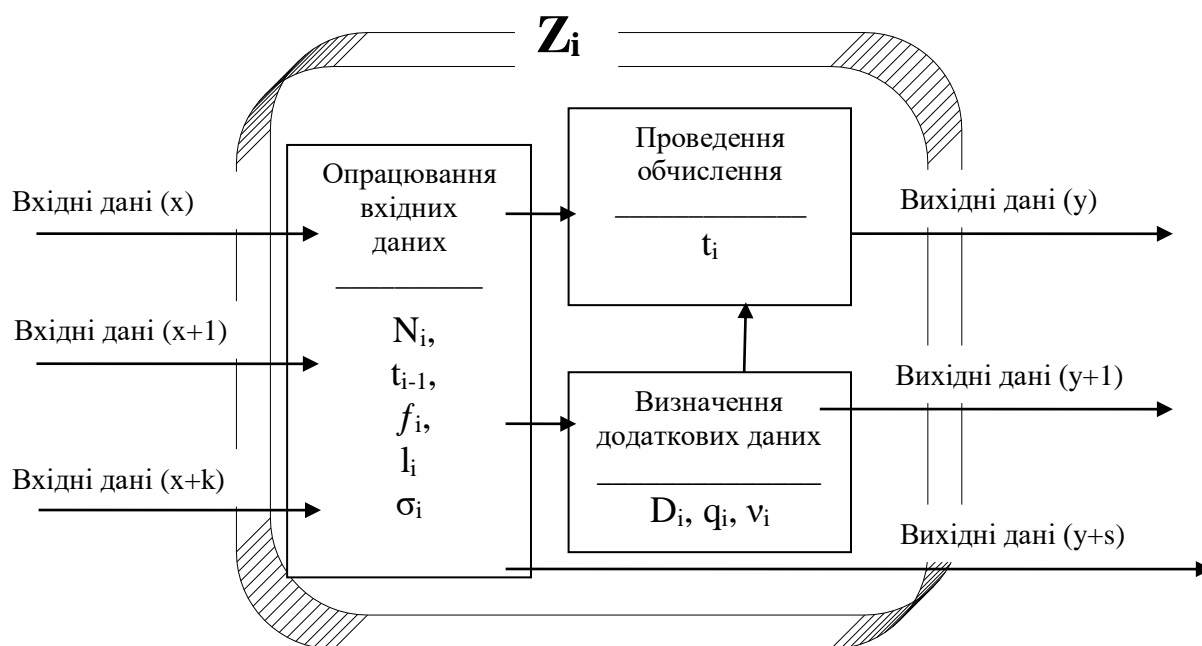 Zi
Вхідні дані (x)
Вхідні дані (x+1)
Вхідні дані (x+k)
Опрацювання
вхідних
даних
Ni,
ti-1,
fi,
li
σi
Проведення
обчислення
ti
Визначення
додаткових даних
Di, qi, νi
Вихідні дані (y)
Вихідні дані (y+1)
Вихідні дані (y+s)